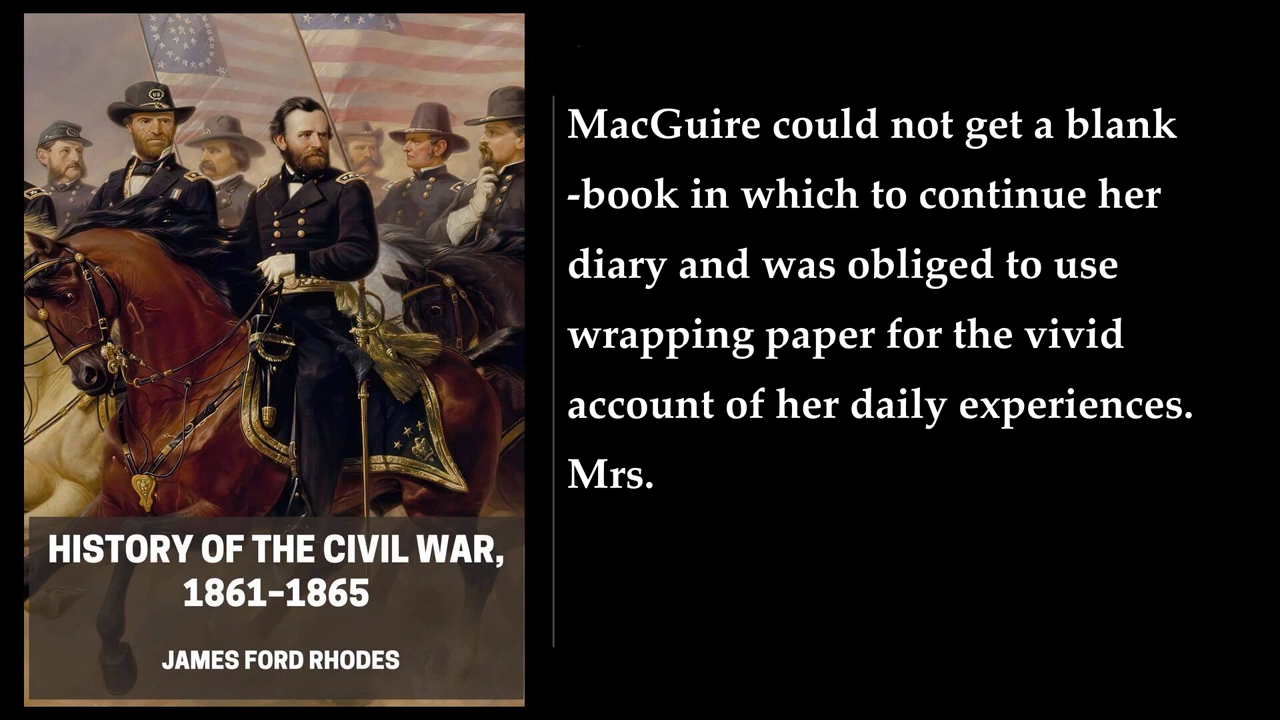 MacGuire could not get a blank
-book in which to continue her
diary and was obliged to use
wrapping paper for the vivid
account of her daily experiences.
Mrs.
HISTORY OF THE CIVIL WAR,
1861–1865
JAMES FORD RHODES